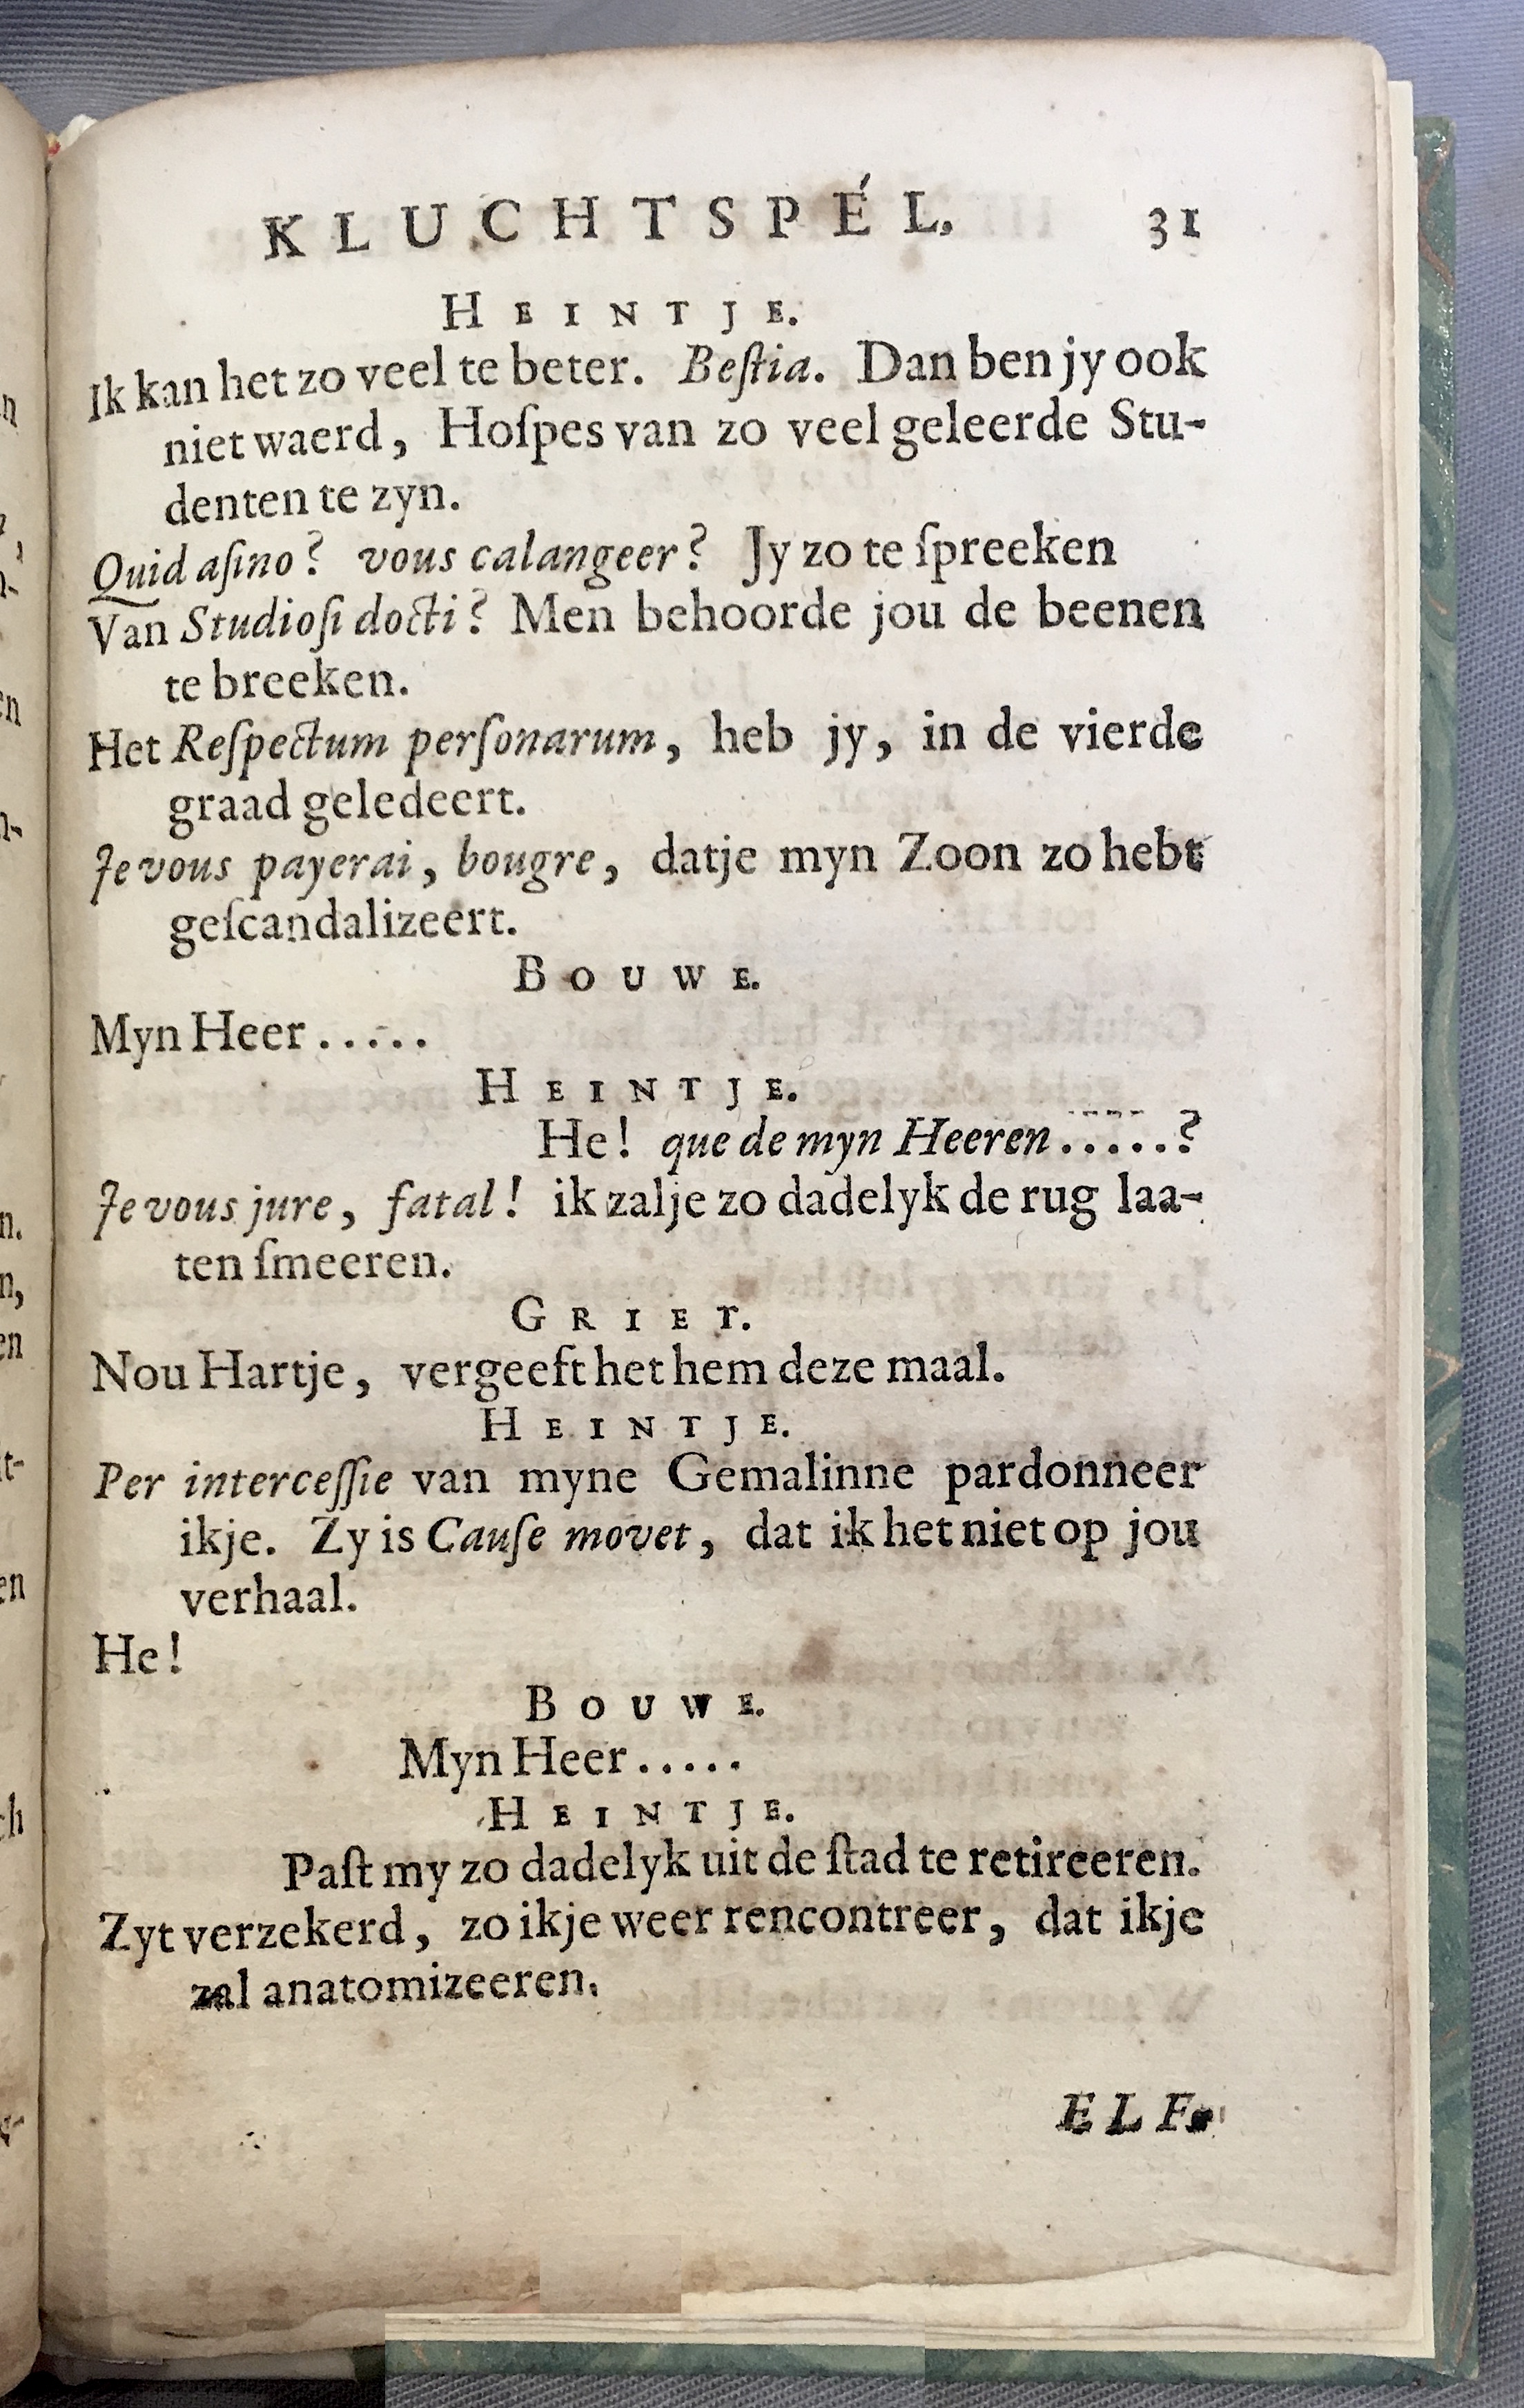 KLUCHTSPÉL. 31
HEINTJE.
Ik kan het zo veel te beter. Beſtia. Dan ben jy ook
niet waerd, Hoſpes van zo veel geleerde Stu-
denten te zyn.
Quid aſino? vous calangeer? Jy zo te ſpreeken
Van Studioſi docti? Men behoorde jou de beenen
te breeken.
Het Reſpectum perſonarum, heb jy, in de vierde
graad geledeert.
Je vous payerai, bougre, datje myn Zoon zo hebt
geſcandalizeert.
BOUWE.
Myn Heer .....
HEINTJE.
He! que de myn Heeren.....?
Je vous jure, fatal! ik zalje zo dadelyk de rug laa-
ten ſmeeren.
GRIET.
Nou Hartje, vergeeft het hem deze maal.
HEINTJE.
Per interceſſie van myne Gemalinne pardonneer
ikje. Zy is Cauſe movet, dat ik het niet op jou
verhaal.
He!
BOUWE.
Myn Heer.....
HEINTJE.
Paſt my zo dadelyk uit de ſtad te retireeren.
Zyt verzekerd, zo ikje weer rencontreer, dat ikje
zal anatomizeeren.
ELF-